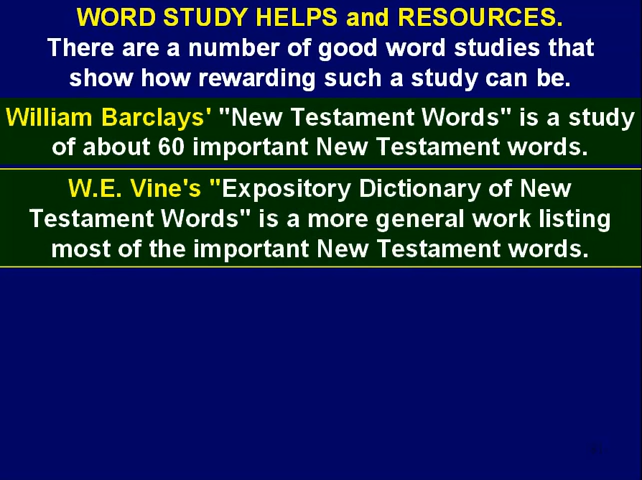 WORD STUDY HELPS and RESOURCES.
There are a number of good word studies that
show how rewarding such a study can be.
William Barclays' "New Testament Words" is a study
of about 60 important New Testament words.
W.E. Vine's "Expository Dictionary of New
Testament Words" is a more general work listing
most of the important New Testament words.